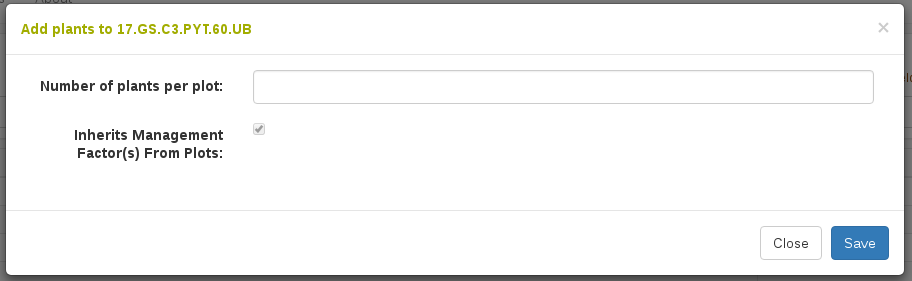 Add plants to 17.GS.C3.PYT.60.UB
×
Number of plants per plot:
Inherits Management
Factor(s) From Plots:
Close
Save